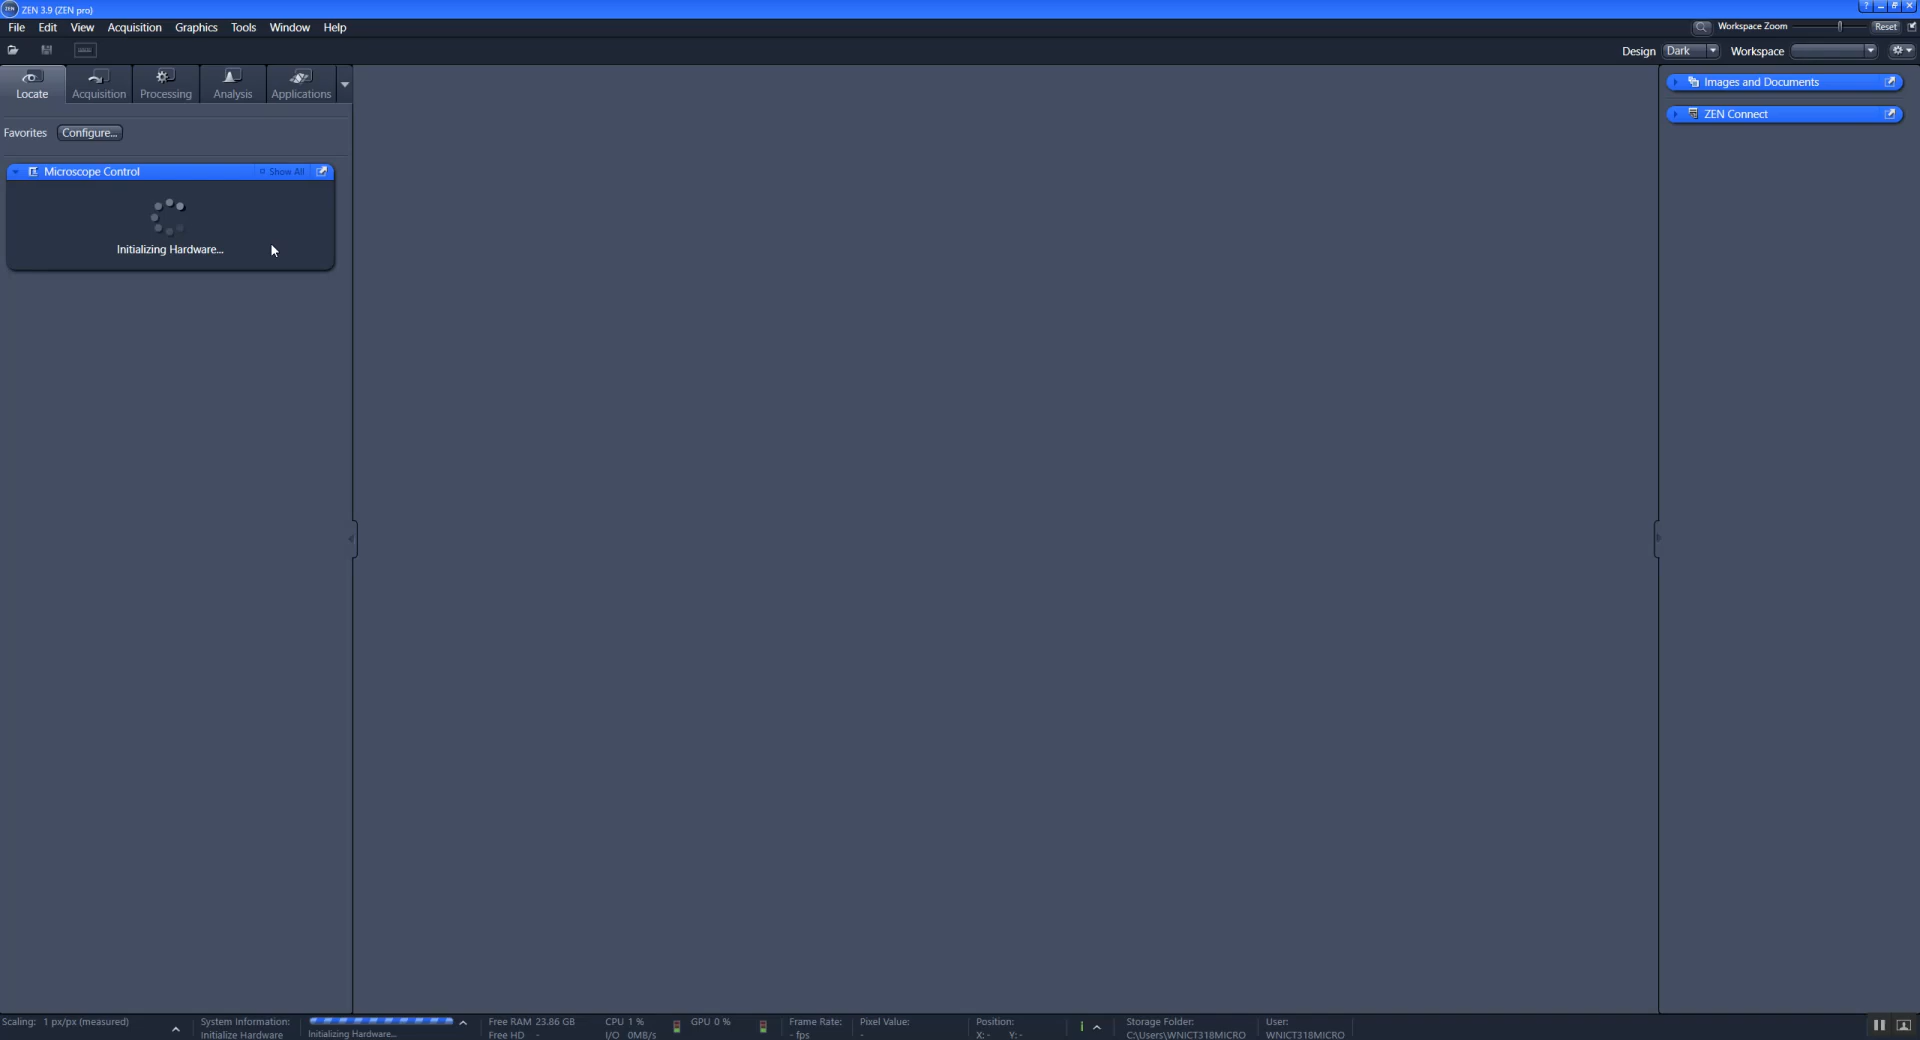 ZEN 3.9 (ZEN pro)
File Edit View Acquisition Graphics Tools Window Help
Workspace Zoom Reset
Design Dark Workspace
Locate Acquisition Processing Analysis Applications
Favorites Configure...
Microscope Control Show All
Initializing Hardware...
Images and Documents
ZEN Connect
Scaling: 1 px/px (measured)
System Information:
Initialize Hardware
Initializing Hardware...
Free RAM 23.86 GB
Free HD -
CPU 1 %
I/O 0MB/s
GPU 0 %
Frame Rate:
- fps
Pixel Value:
-
Position:
X: - Y: -
Storage Folder:
C:\Users\WNICT318MICRO
User:
WNICT318MICRO